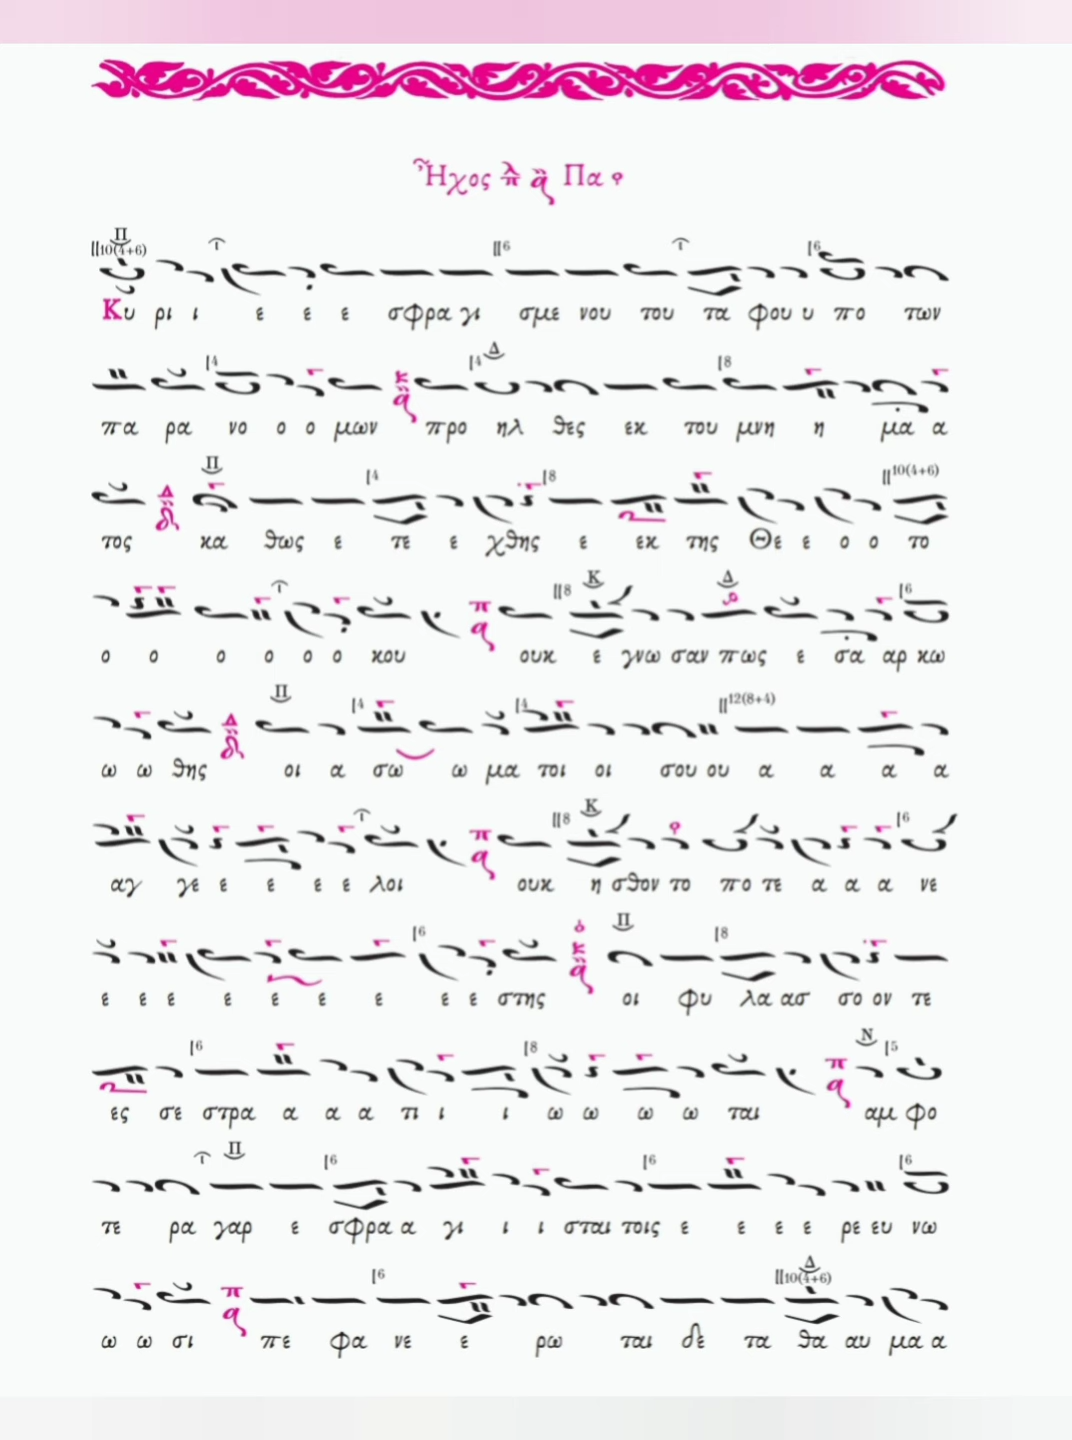 Ἦχος λ π α Πα
Κυ ρι ι ε ε ε σφρα γι σμε νου του τα φου υ πο των
πα ρα νο ο ο μων προ ηλ θες εκ του μνη η μα α
τος κα θως ε τε ε χθης ε εκ της Θε ε ο ο το
ο ο ο ο ο ο κου ουκ ε γνω σαν πως ε σα αρ κω
ω ω θης οι α σω ω μα τοι οι σου ου α α α α
αγ γε ε ε ε ε λοι ουκ η σθον το πο τε α α α νε
ε ε ε ε ε ε ε ε ε στης οι φυ λα ασ σο ον τε
ες σε στρα α α α τι ι ι ω ω ω ω ται αμ φο
τε ρα γαρ ε σφρα α γι ι ι σται τοις ε ε ε ε ρε ευ νω
ω ω σι πε φα νε ε ρω ται δε τα θα αυ μα α